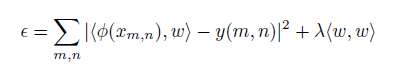 ϵ = ∑_{m,n} |⟨ϕ(x_{m,n}), w⟩ − y(m, n)|² + λ⟨w, w⟩